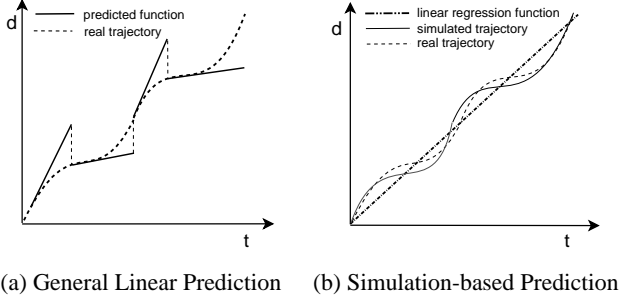 d
predicted function
real trajectory
t
d
linear regression function
simulated trajectory
real trajectory
t
(a) General Linear Prediction
(b) Simulation-based Prediction